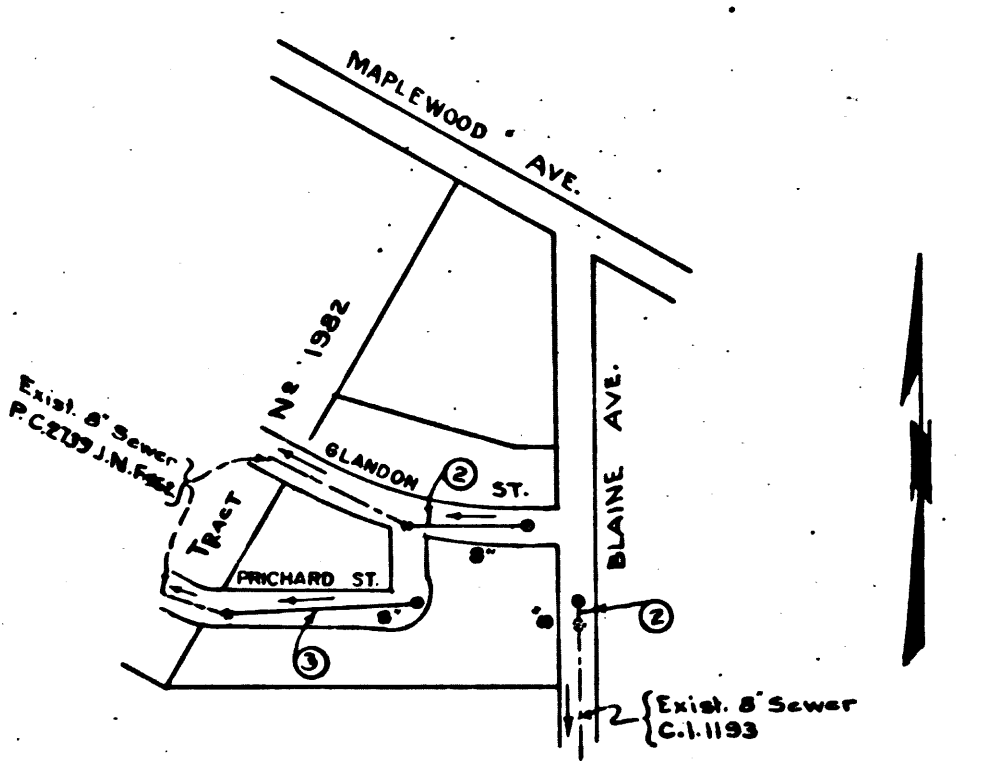 MAPLEWOOD AVE.
Nº 1982
TRACT
Exist. 8" Sewer
P.C. 2739 J.N.
GLANDON ST.
2
8"
BLAINE AVE.
PRICHARD ST.
8"
3
8"
2
Exist. 8" Sewer
C.I. 1193
N